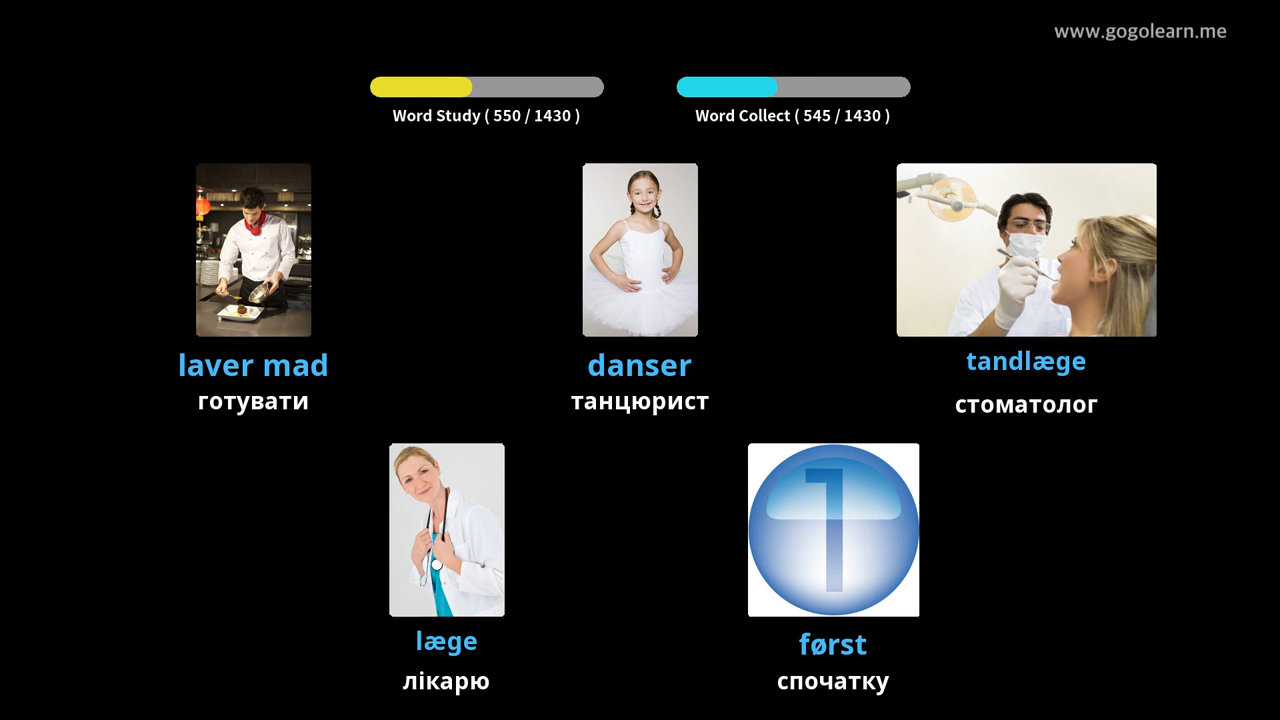 www.gogolearn.me
Word Study ( 550 / 1430 )
Word Collect ( 545 / 1430 )
laver mad
готувати
danser
танцюрист
tandlæge
стоматолог
læge
лікарю
1
først
спочатку